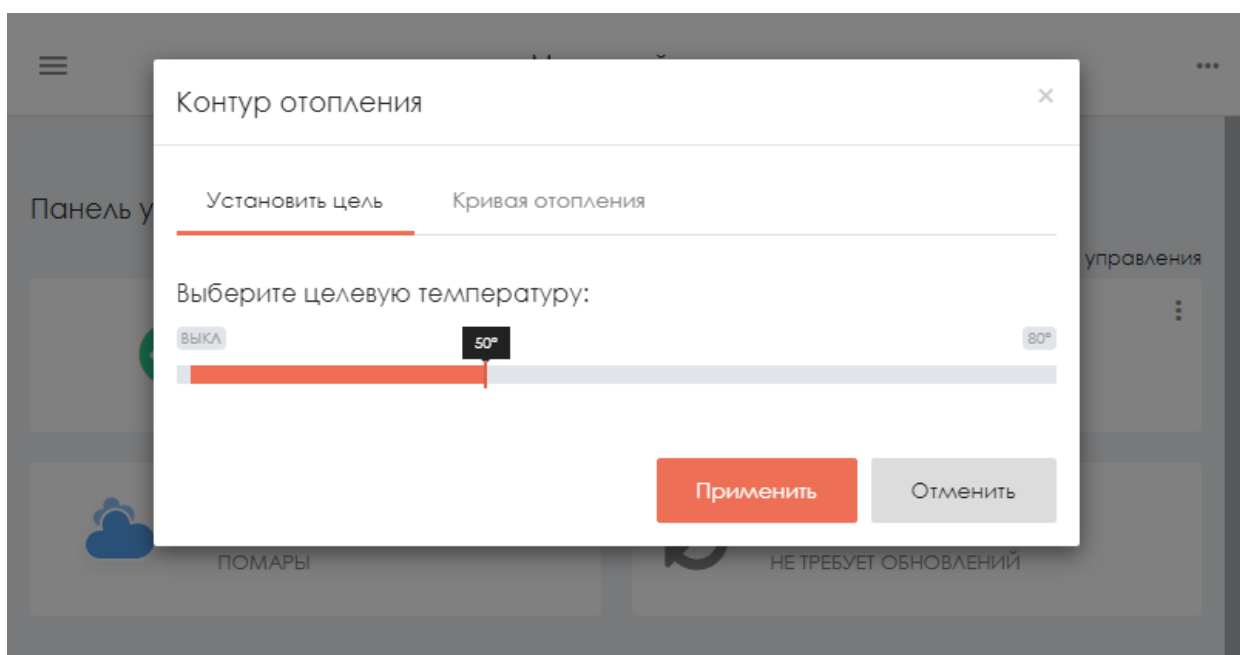 Контур отопления
×
Установить цель Кривая отопления
Панель у
управления
Выберите целевую температуру:
ВЫКЛ 50° 80°
Применить Отменить
ПОМАРЫ НЕ ТРЕБУЕТ ОБНОВЛЕНИЙ